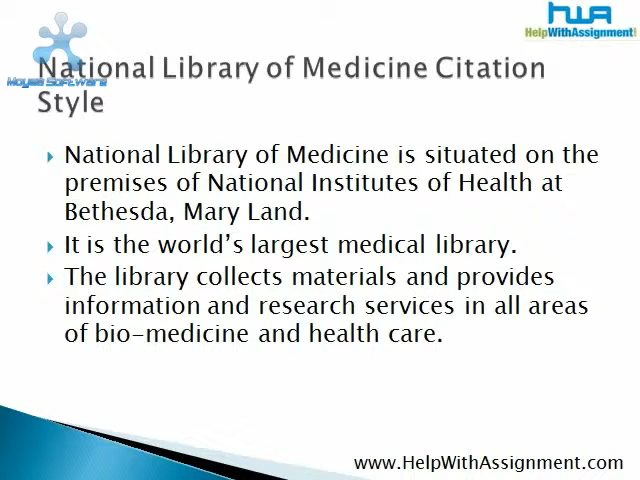 HWA
HelpWithAssignment!
National Library of Medicine Citation
Moyea Software
Style
National Library of Medicine is situated on the
premises of National Institutes of Health at
Bethesda, Mary Land.
It is the world's largest medical library.
The library collects materials and provides
information and research services in all areas
of bio-medicine and health care.
www.HelpWithAssignment.com